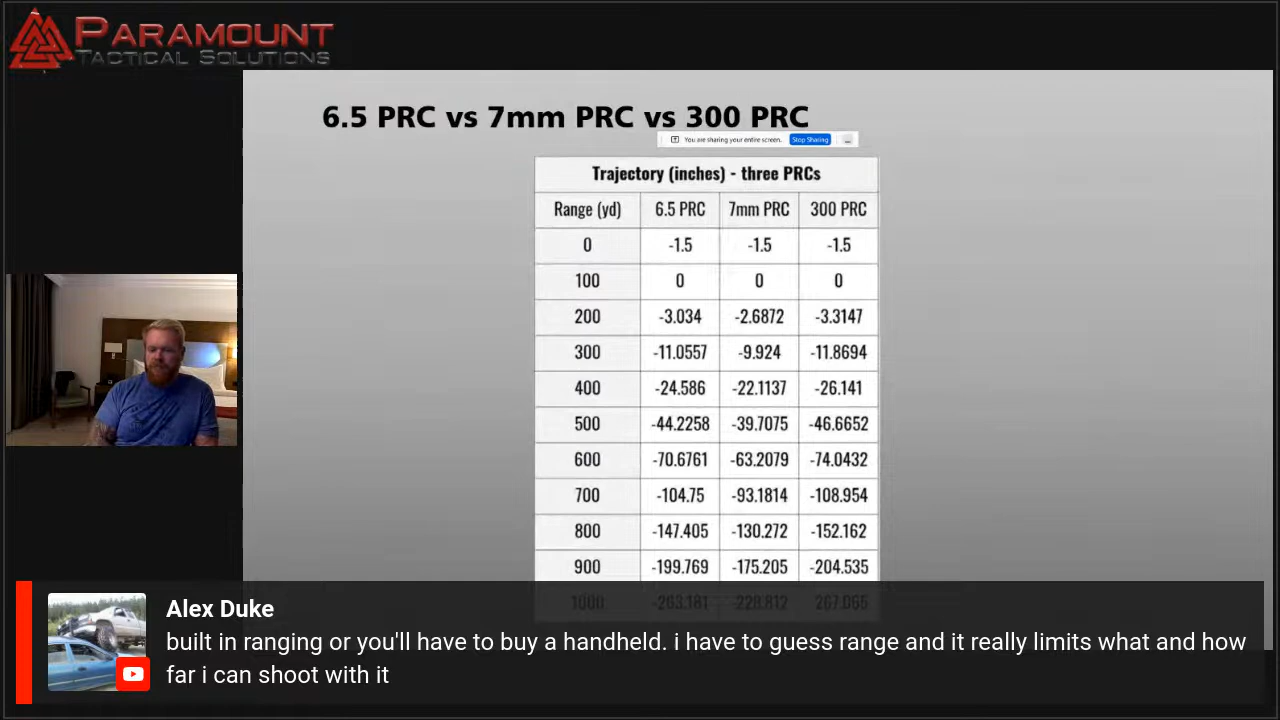 PARAMOUNT
TACTICAL SOLUTIONS
6.5 PRC vs 7mm PRC vs 300 PRC
You are sharing your entire screen. Stop Sharing
Trajectory (inches) - three PRCs
Range (yd) 6.5 PRC 7mm PRC 300 PRC
0 -1.5 -1.5 -1.5
100 0 0 0
200 -3.034 -2.6872 -3.3147
300 -11.0557 -9.924 -11.8694
400 -24.586 -22.1137 -26.141
500 -44.2258 -39.7075 -46.6652
600 -70.6761 -63.2079 -74.0432
700 -104.75 -93.1814 -108.954
800 -147.405 -130.272 -152.162
900 -199.769 -175.205 -204.535
1000 -263.181 -228.812 -267.065
Alex Duke
built in ranging or you'll have to buy a handheld. i have to guess range and it really limits what and how
far i can shoot with it